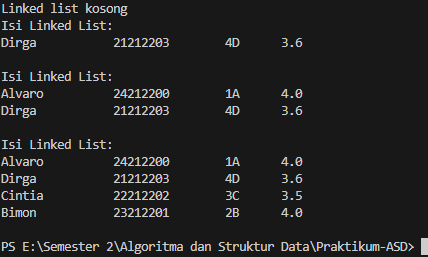 Linked list kosong
Isi Linked List:
Dirga 21212203 4D 3.6
Isi Linked List:
Alvaro 24212200 1A 4.0
Dirga 21212203 4D 3.6
Isi Linked List:
Alvaro 24212200 1A 4.0
Dirga 21212203 4D 3.6
Cintia 22212202 3C 3.5
Bimon 23212201 2B 4.0
PS E:\Semester 2\Algoritma dan Struktur Data\Praktikum-ASD>